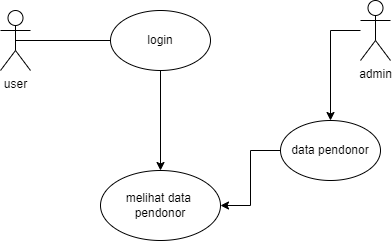 login
user
admin
data pendonor
melihat data
pendonor